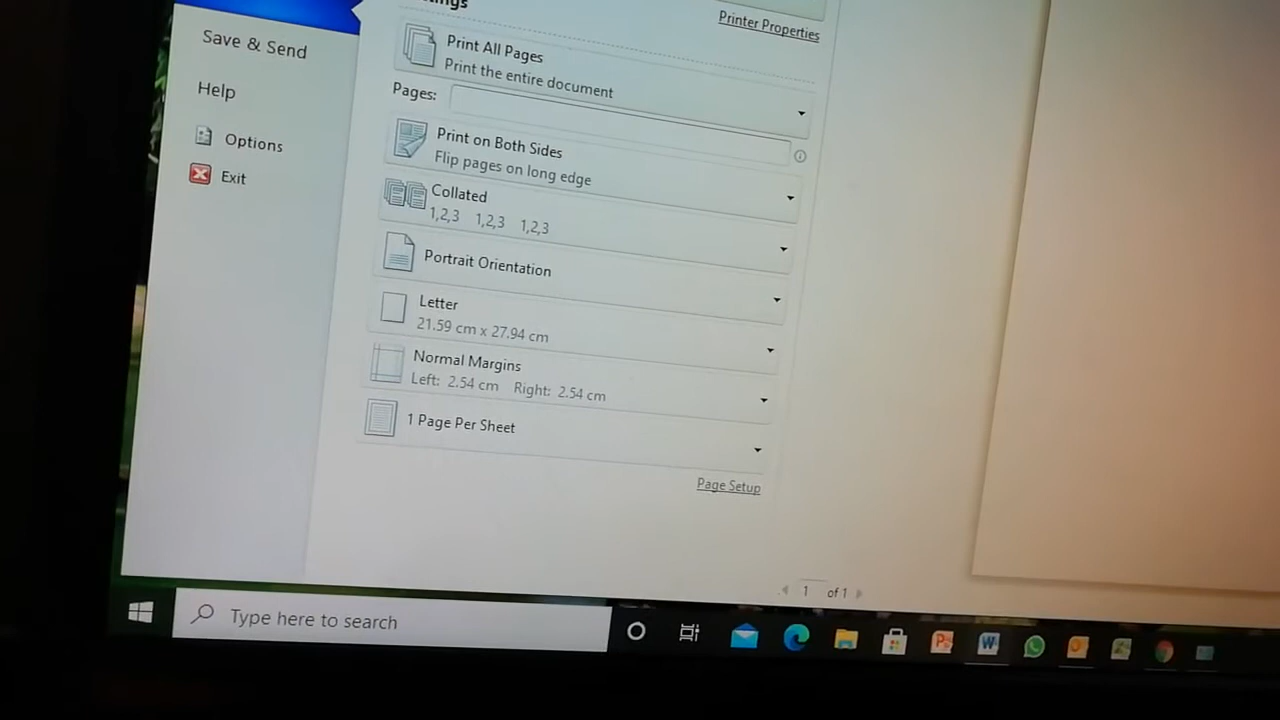 Printer Properties
Save & Send
Help
Options
Exit
Print All Pages
Print the entire document
Pages:
Print on Both Sides
Flip pages on long edge
Collated
1,2,3 1,2,3 1,2,3
Portrait Orientation
Letter
21.59 cm x 27.94 cm
Normal Margins
Left: 2.54 cm Right: 2.54 cm
1 Page Per Sheet
Page Setup
1 of 1
Type here to search